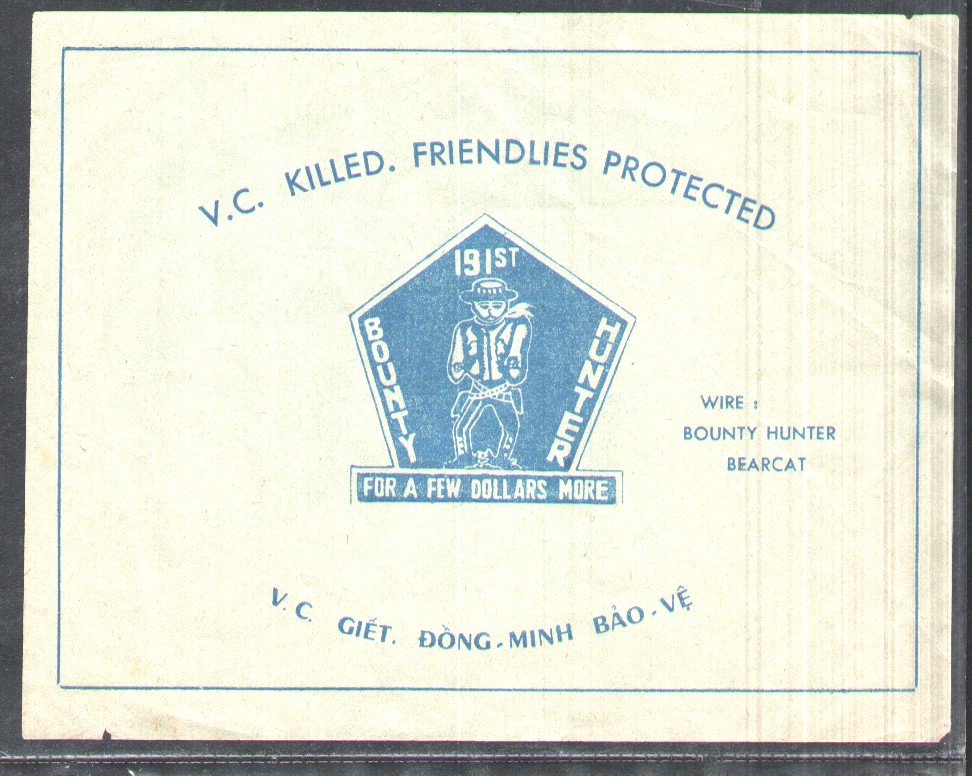 V.C. KILLED. FRIENDLIES PROTECTED
191ST
BOUNTY
HUNTER
FOR A FEW DOLLARS MORE
WIRE :
BOUNTY HUNTER
BEARCAT
V.C. GIẾT. ĐỒNG-MINH BẢO-VỆ